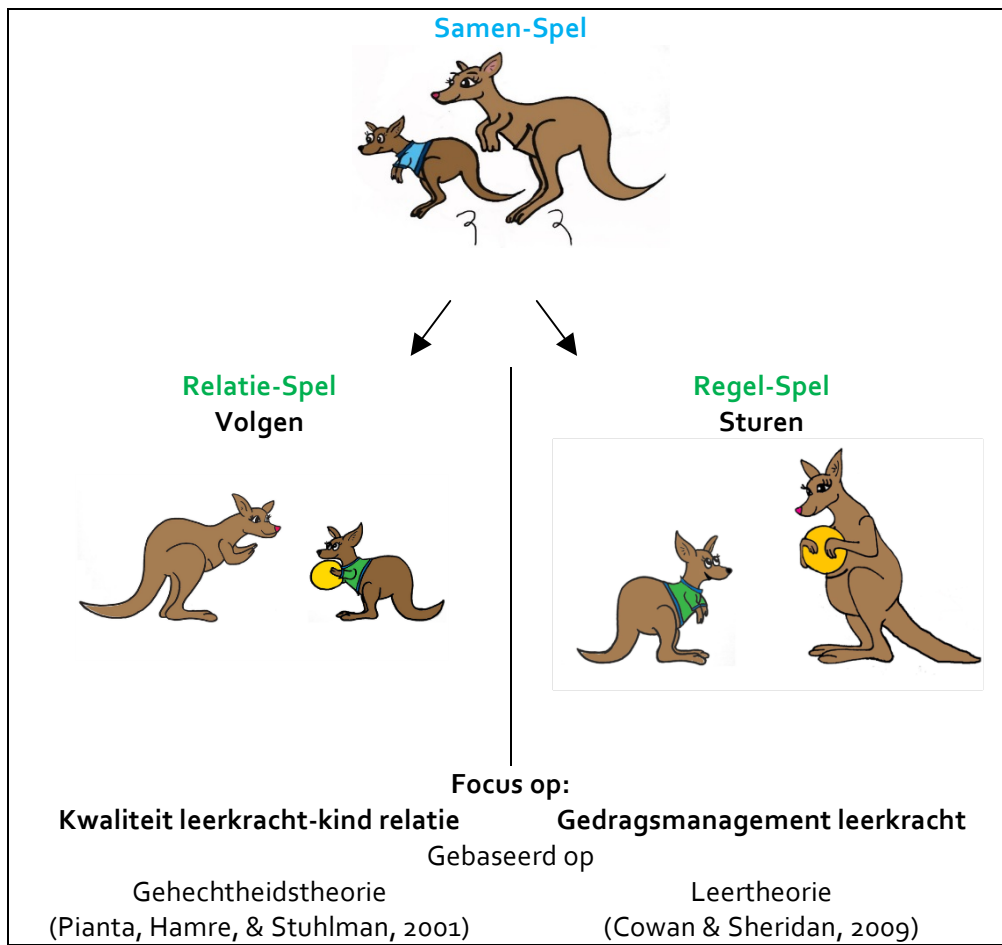 Samen-Spel
Relatie-Spel
Volgen
Regel-Spel
Sturen
Focus op:
Kwaliteit leerkracht-kind relatie
Gedragsmanagement leerkracht
Gebaseerd op
Gehechtheidstheorie
(Pianta, Hamre, & Stuhlman, 2001)
Leertheorie
(Cowan & Sheridan, 2009)